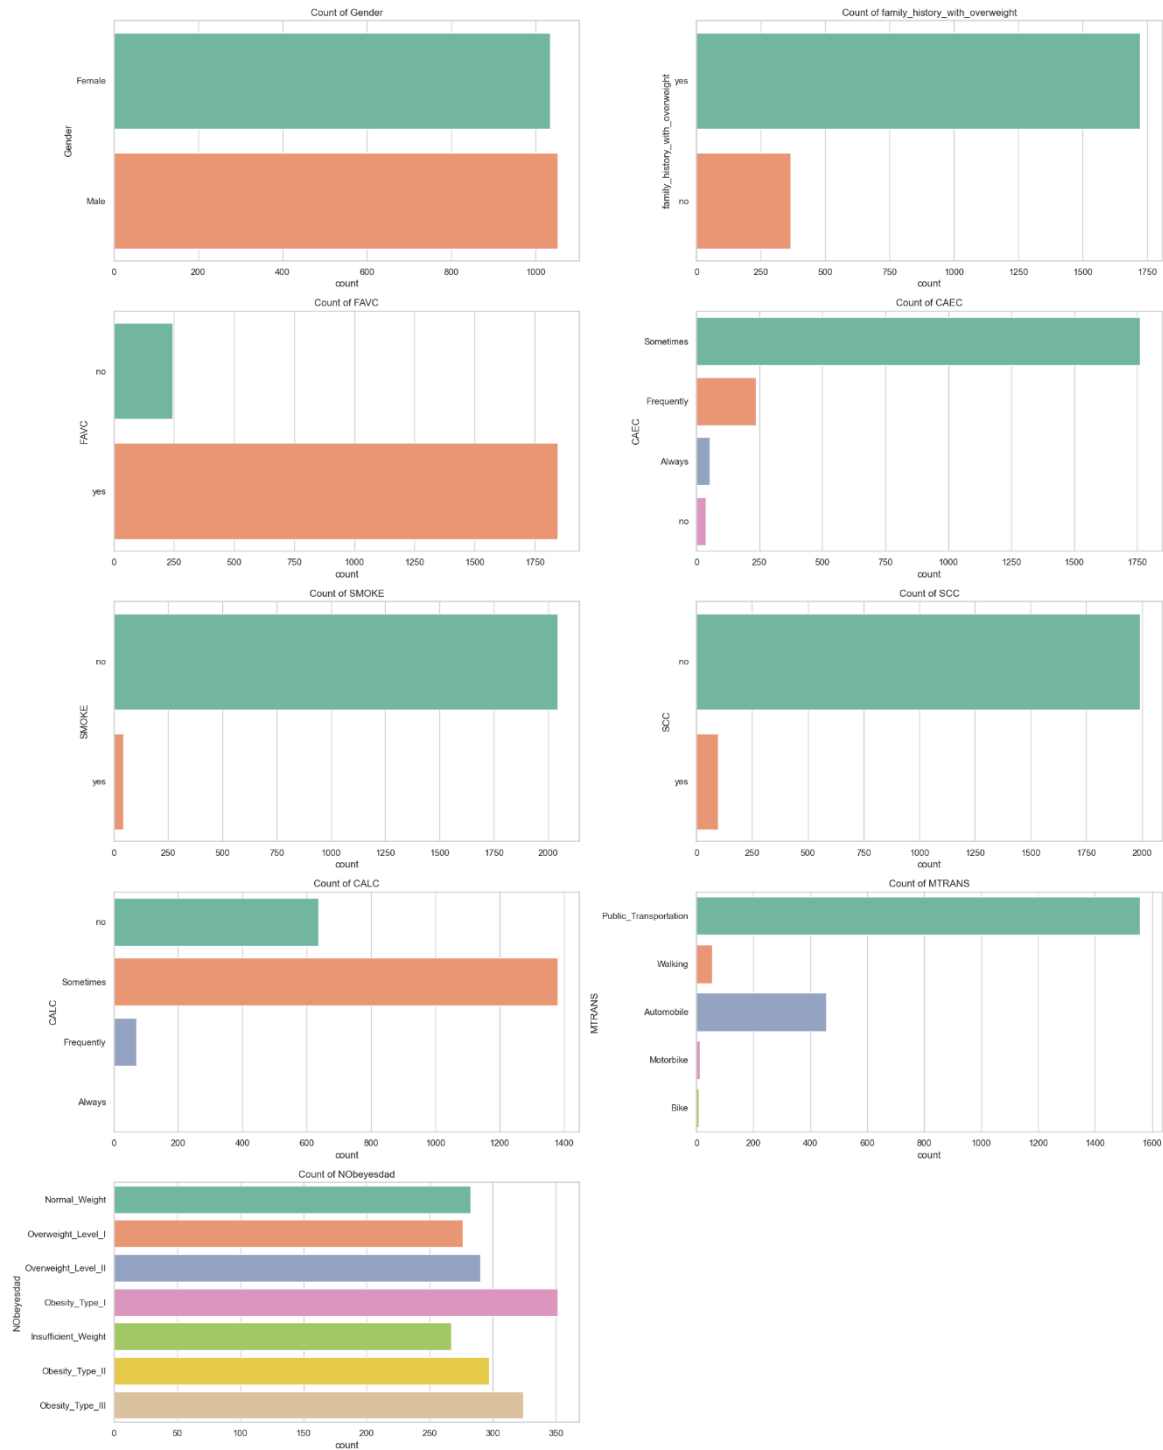 Count of Gender
Female
Male
Gender
0 200 400 600 800 1000
count
Count of family_history_with_overweight
yes
no
family_history_with_overweight
0 250 500 750 1000 1250 1500 1750
count
Count of FAVC
no
yes
FAVC
0 250 500 750 1000 1250 1500 1750
count
Count of CAEC
Sometimes
Frequently
Always
no
CAEC
0 250 500 750 1000 1250 1500 1750
count
Count of SMOKE
no
yes
SMOKE
0 250 500 750 1000 1250 1500 1750 2000
count
Count of SCC
no
yes
SCC
0 250 500 750 1000 1250 1500 1750 2000
count
Count of CALC
no
Sometimes
Frequently
Always
CALC
0 200 400 600 800 1000 1200 1400
count
Count of MTRANS
Public_Transportation
Walking
Automobile
Motorbike
Bike
MTRANS
0 200 400 600 800 1000 1200 1400 1600
count
Count of NObeyesdad
Normal_Weight
Overweight_Level_I
Overweight_Level_II
Obesity_Type_I
Insufficient_Weight
Obesity_Type_II
Obesity_Type_III
NObeyesdad
0 50 100 150 200 250 300 350
count